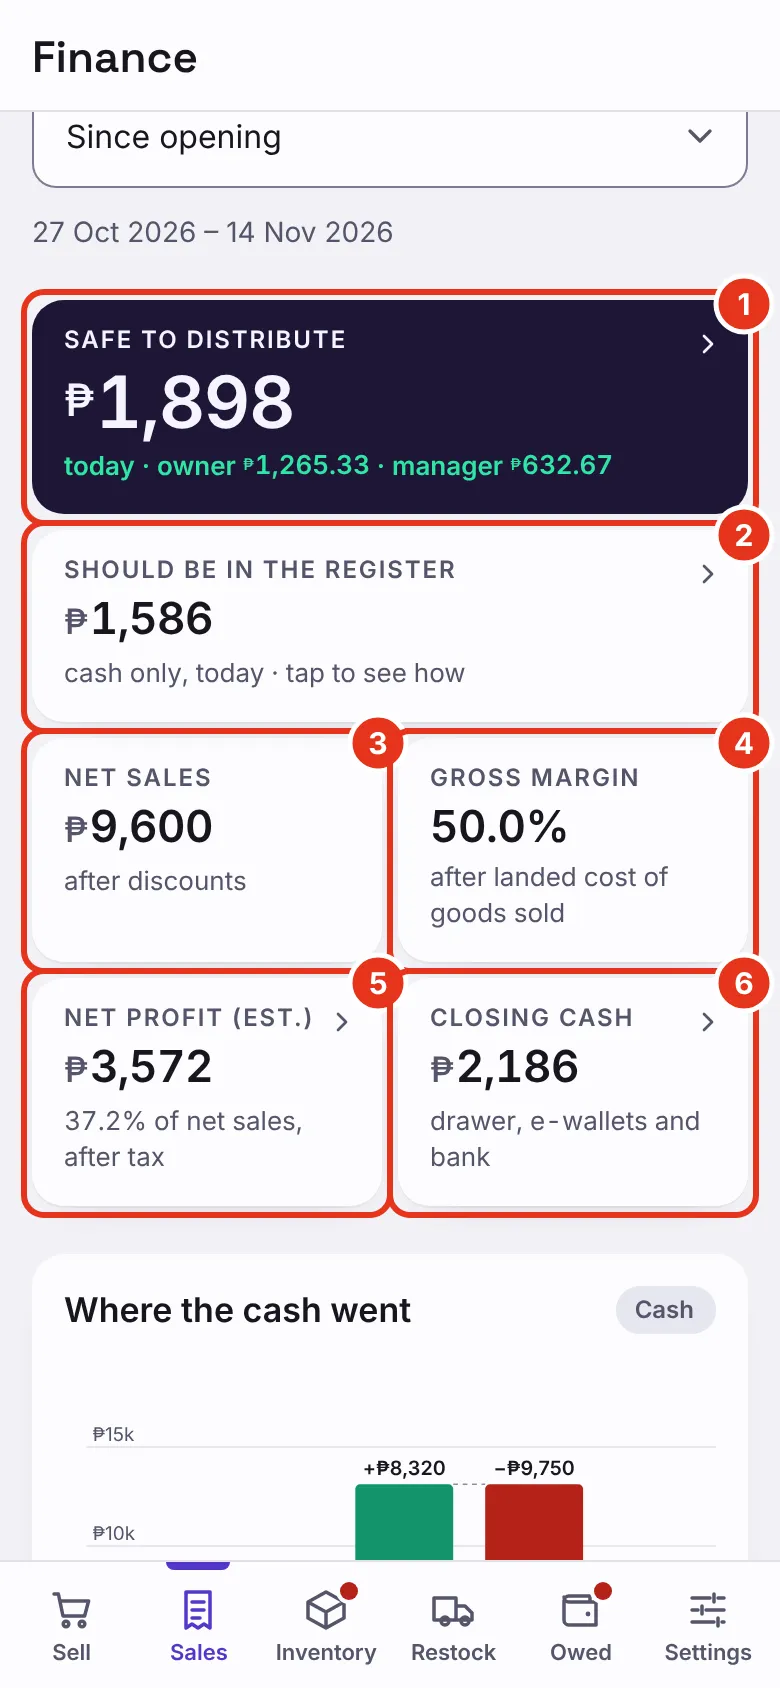 Finance
Since opening
27 Oct 2026 – 14 Nov 2026
1
SAFE TO DISTRIBUTE
₱1,898
today · owner ₱1,265.33 · manager ₱632.67
2
SHOULD BE IN THE REGISTER
₱1,586
cash only, today · tap to see how
3
NET SALES
₱9,600
after discounts
4
GROSS MARGIN
50.0%
after landed cost of
goods sold
5
NET PROFIT (EST.)
₱3,572
37.2% of net sales,
after tax
6
CLOSING CASH
₱2,186
drawer, e-wallets and
bank
Where the cash went
Cash
₱15k
+₱8,320
−₱9,750
₱10k
Sell
Sales
Inventory
Restock
Owed
Settings